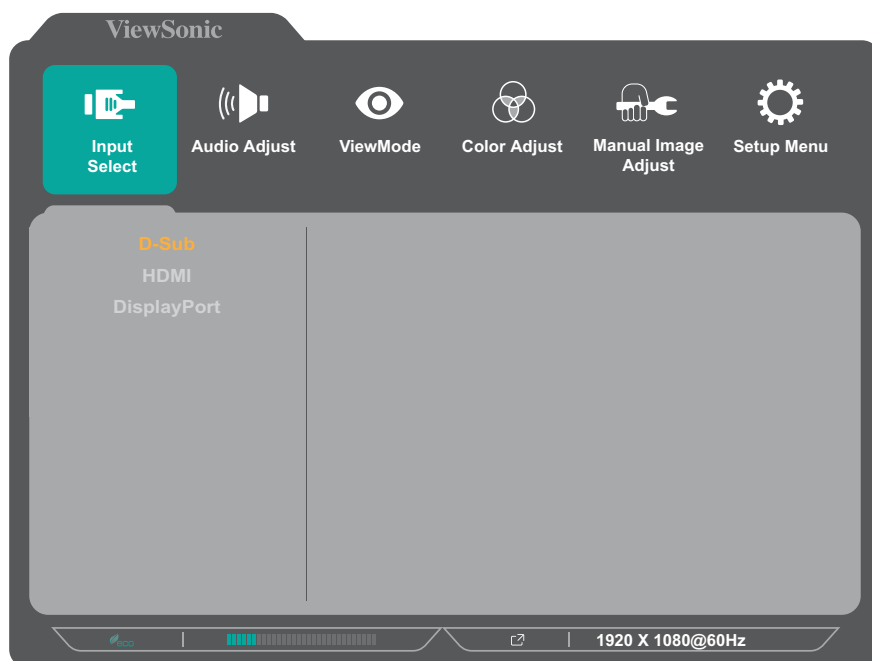 ViewSonic
Input
Select
Audio Adjust
ViewMode
Color Adjust
Manual Image
Adjust
Setup Menu
D-Sub
HDMI
DisplayPort
eco
1920 X 1080@60Hz